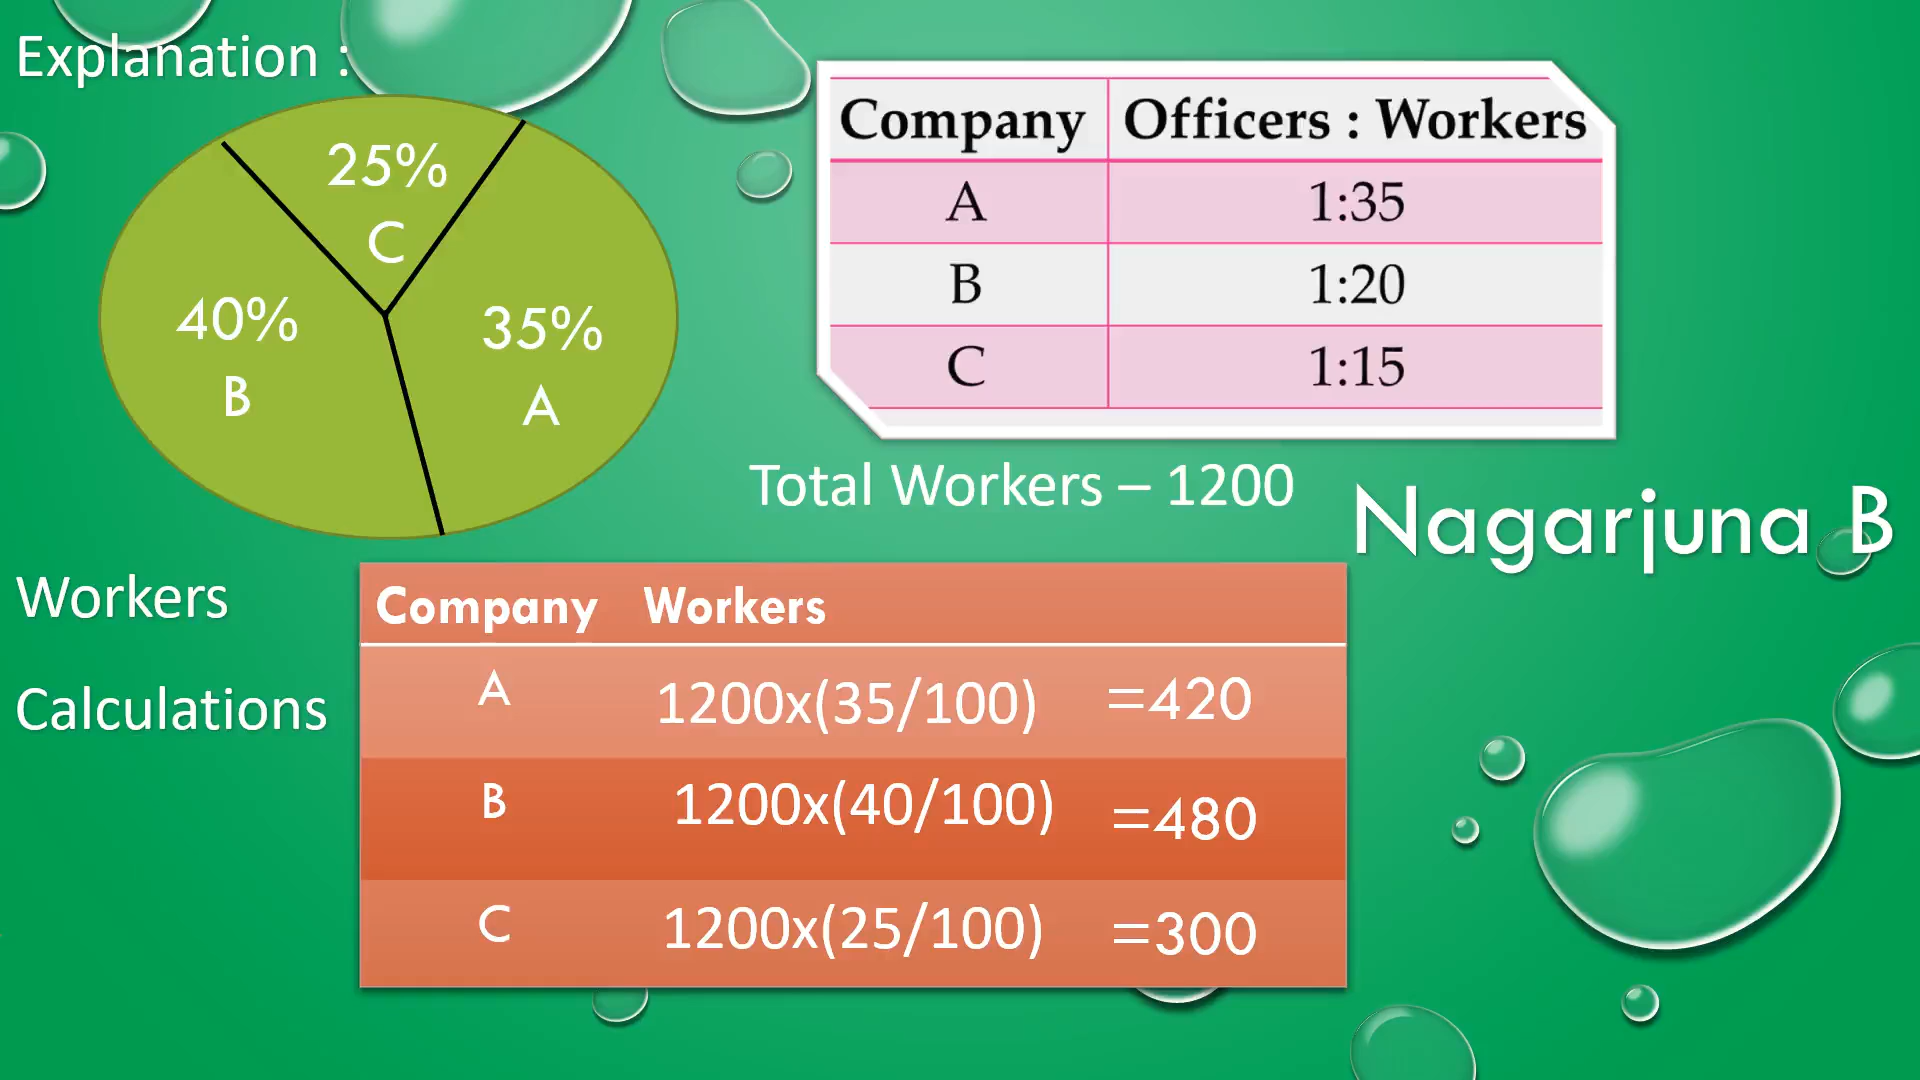 Explanation :
25%
C
40%
B
35%
A
Company Officers : Workers
A 1:35
B 1:20
C 1:15
Total Workers – 1200
Nagarjuna B
Workers
Calculations
Company Workers
A 1200x(35/100) =420
B 1200x(40/100) =480
C 1200x(25/100) =300